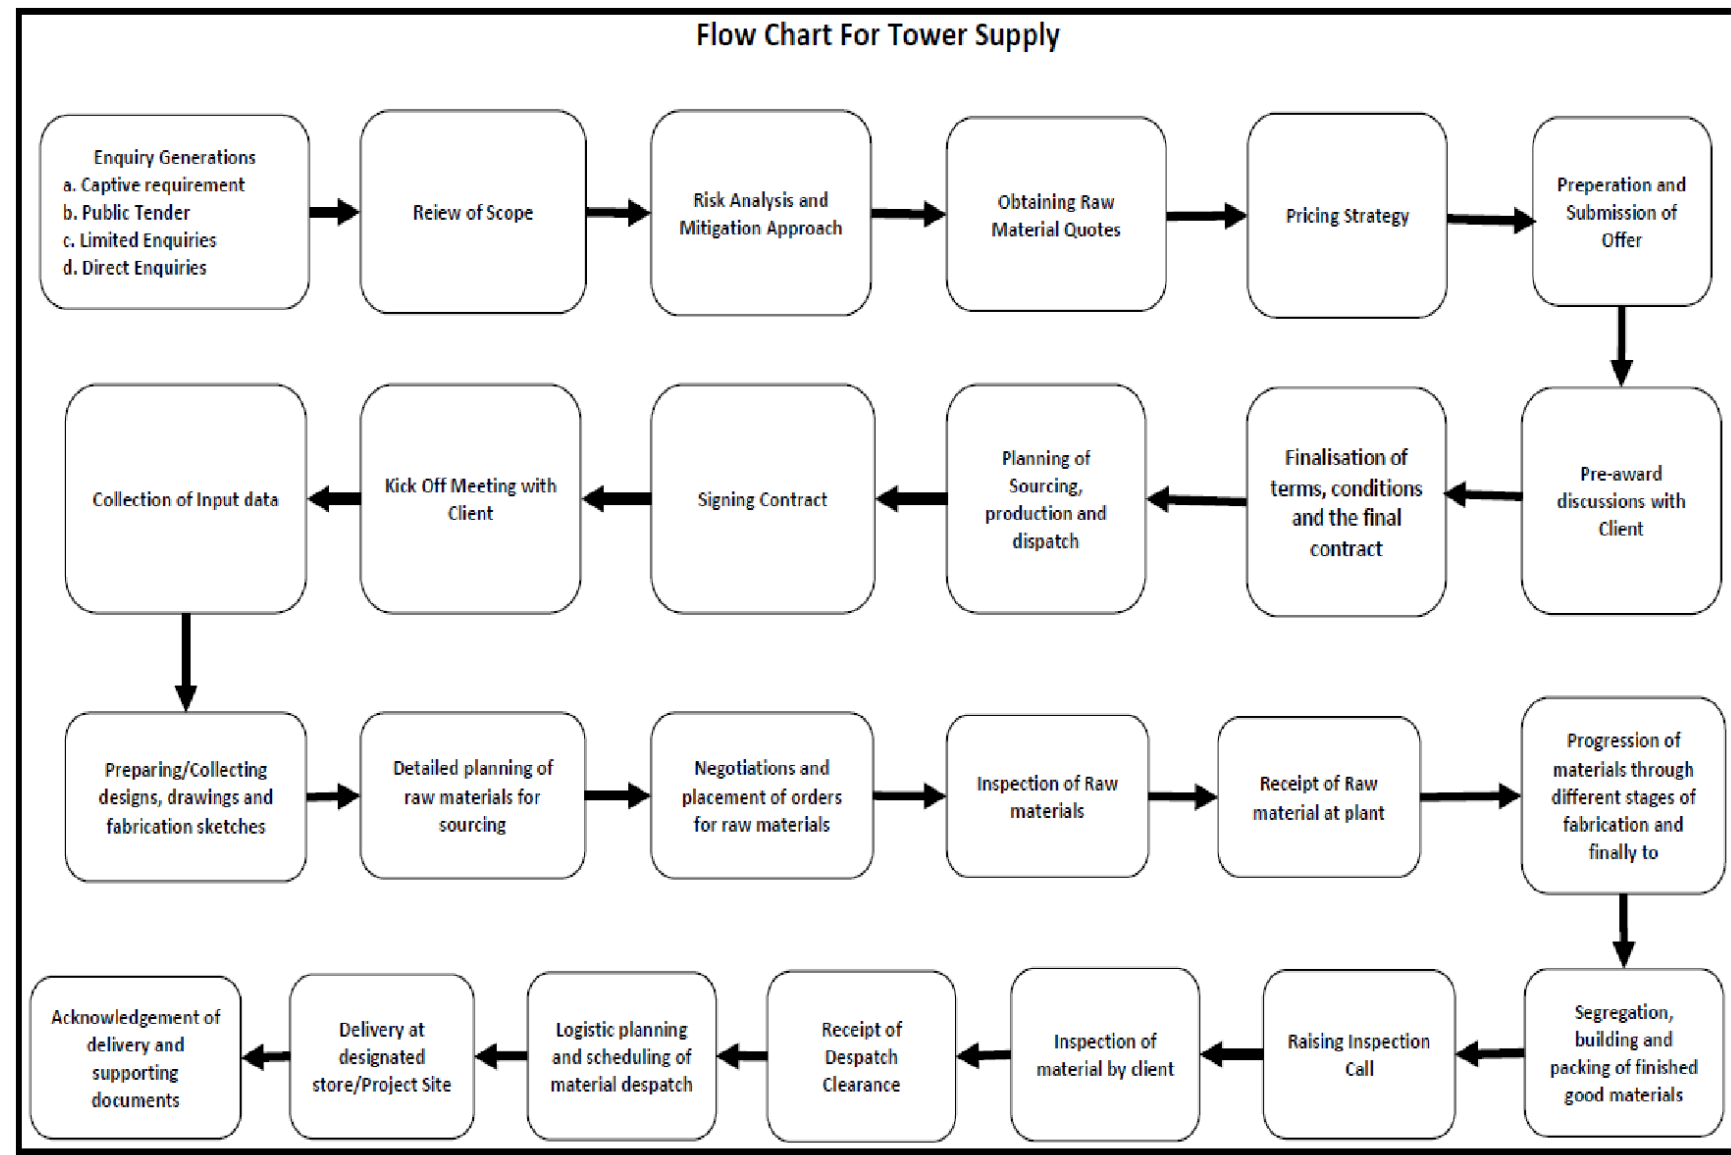 Flow Chart For Tower Supply
Enquiry Generations
a. Captive requirement
b. Public Tender
c. Limited Enquiries
d. Direct Enquiries
Reiew of Scope
Risk Analysis and
Mitigation Approach
Obtaining Raw
Material Quotes
Pricing Strategy
Preperation and
Submission of
Offer
Pre-award
discussions with
Client
Finalisation of
terms, conditions
and the final
contract
Planning of
Sourcing,
production and
dispatch
Signing Contract
Kick Off Meeting with
Client
Collection of Input data
Preparing/Collecting
designs, drawings and
fabrication sketches
Detailed planning of
raw materials for
sourcing
Negotiations and
placement of orders
for raw materials
Inspection of Raw
materials
Receipt of Raw
material at plant
Progression of
materials through
different stages of
fabrication and
finally to
Segregation,
building and
packing of finished
good materials
Raising Inspection
Call
Inspection of
material by client
Receipt of
Despatch
Clearance
Logistic planning
and scheduling of
material despatch
Delivery at
designated
store/Project Site
Acknowledgement of
delivery and
supporting
documents